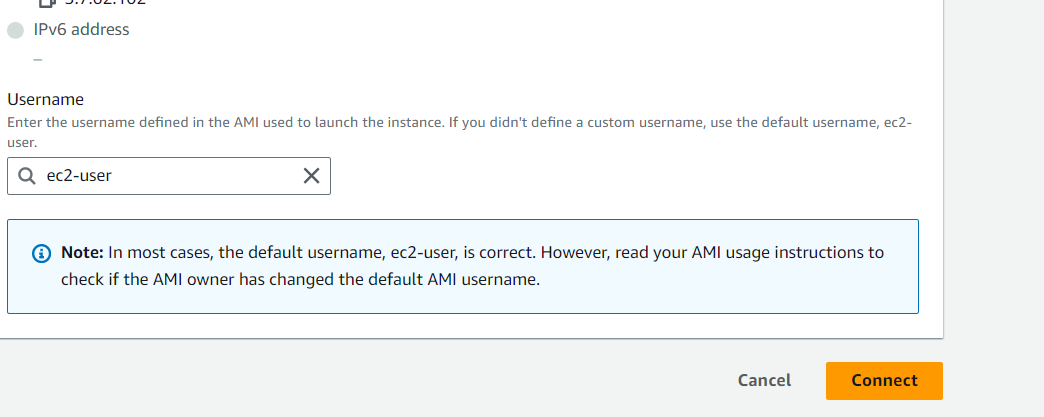 IPv6 address
–
Username
Enter the username defined in the AMI used to launch the instance. If you didn't define a custom username, use the default username, ec2-
user.
ec2-user
Note: In most cases, the default username, ec2-user, is correct. However, read your AMI usage instructions to
check if the AMI owner has changed the default AMI username.
Cancel
Connect